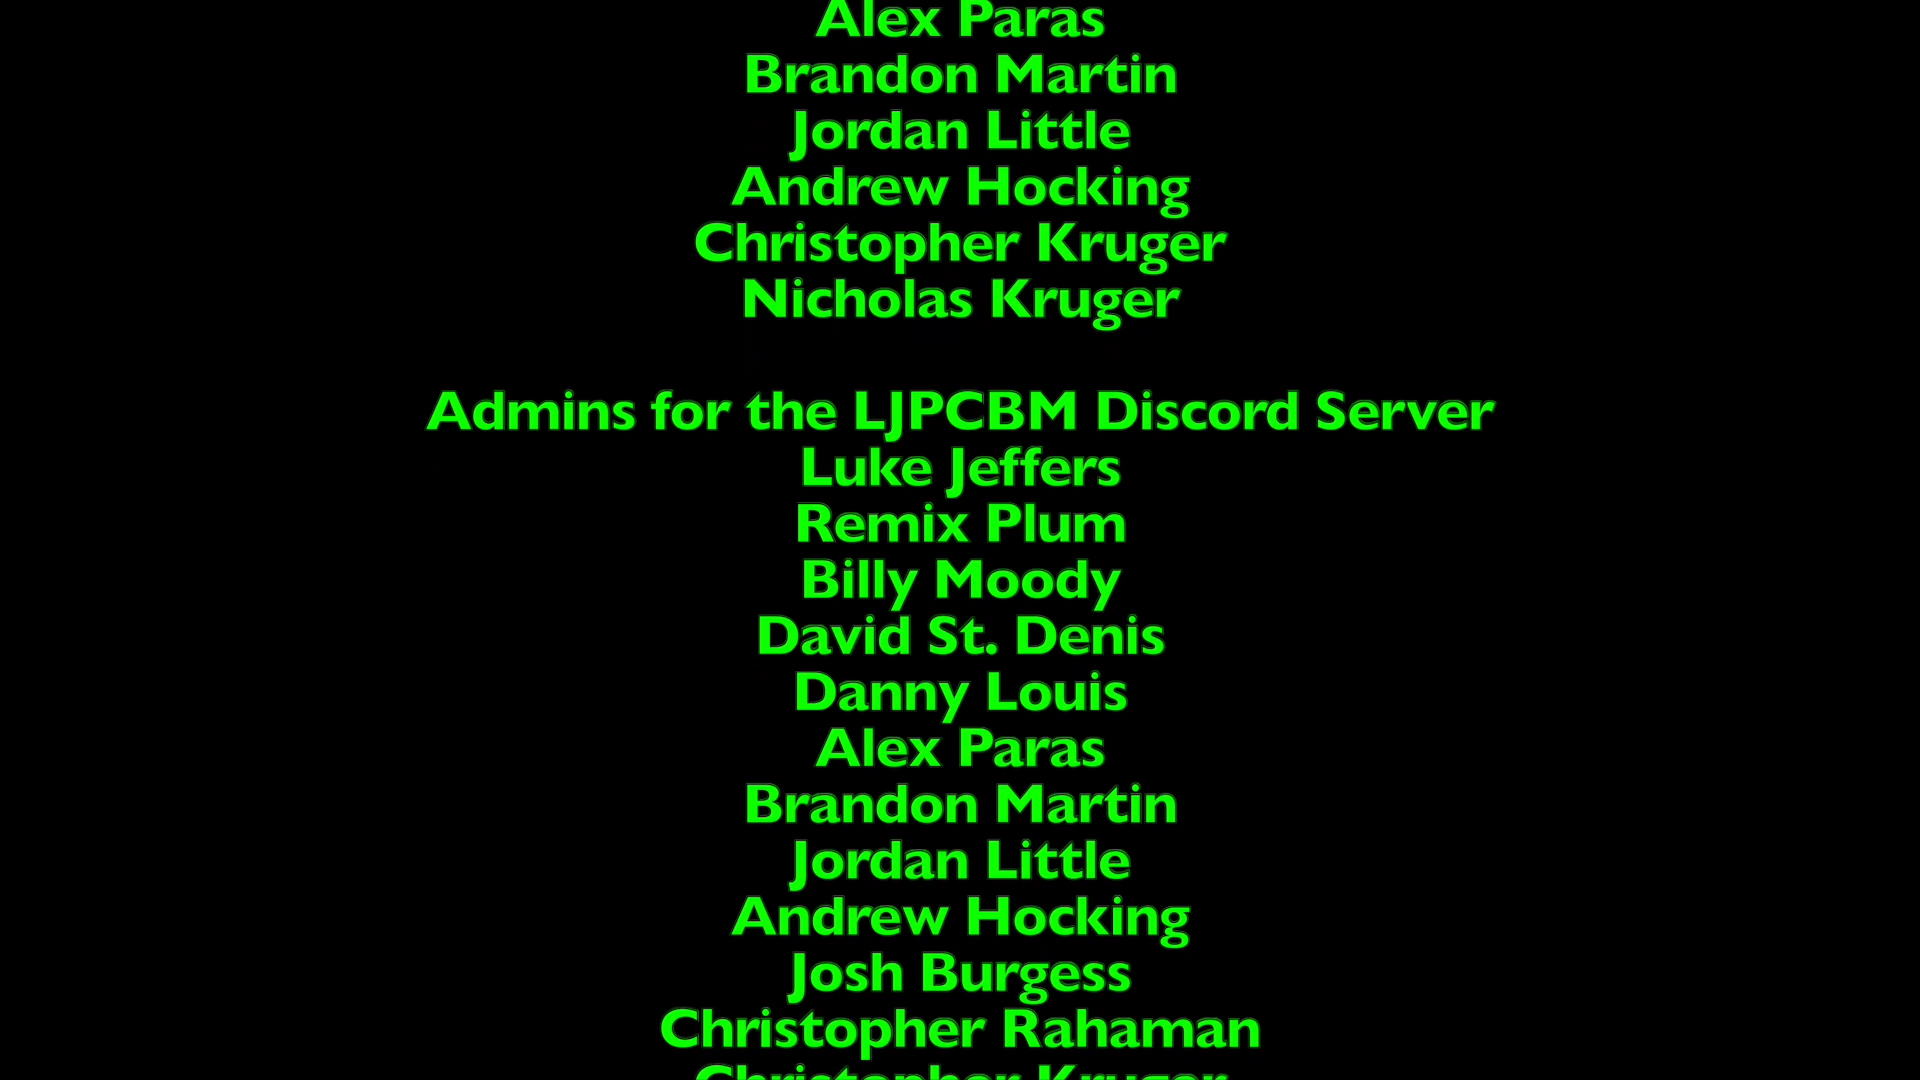 Alex Paras
Brandon Martin
Jordan Little
Andrew Hocking
Christopher Kruger
Nicholas Kruger
Admins for the LJPCBM Discord Server
Luke Jeffers
Remix Plum
Billy Moody
David St. Denis
Danny Louis
Alex Paras
Brandon Martin
Jordan Little
Andrew Hocking
Josh Burgess
Christopher Rahaman
Christopher Kruger